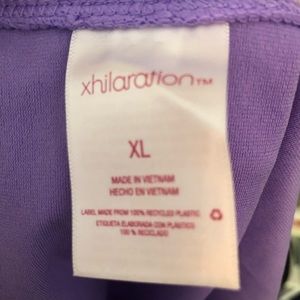 xhilaration™
XL
MADE IN VIETNAM
HECHO EN VIETNAM
LABEL MADE FROM 100% RECYCLED PLASTIC
ETIQUETA ELABORADA CON PLASTICO
100 % RECICLADO